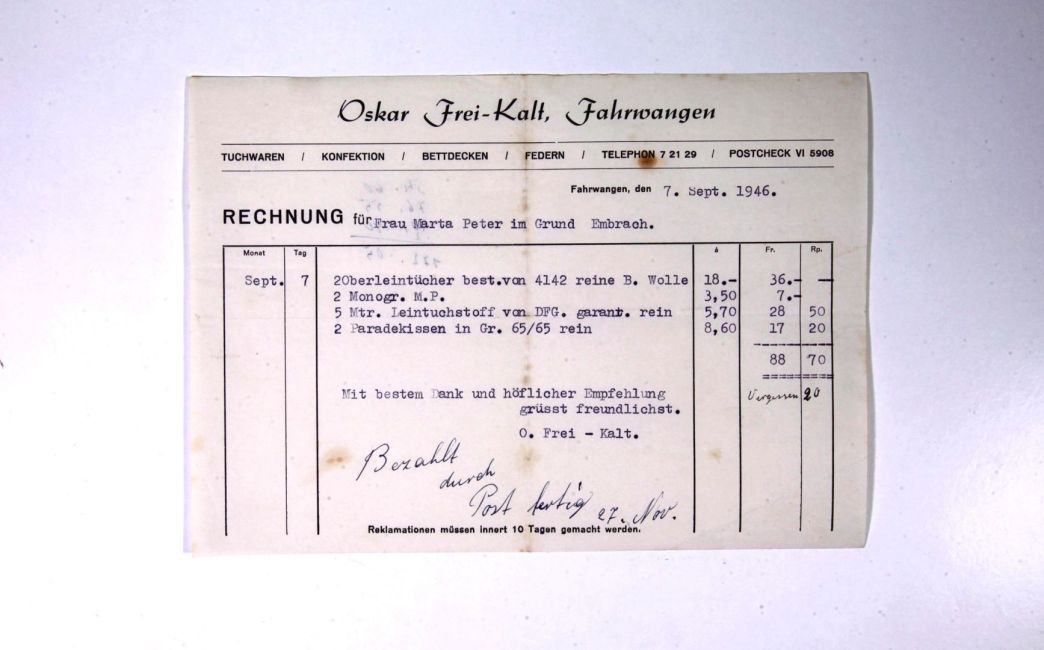 Oskar Frei-Kalt, Fahrwangen
TUCHWAREN / KONFEKTION / BETTDECKEN / FEDERN / TELEPHON 7 21 29 / POSTCHECK VI 5908
Fahrwangen, den 7. Sept. 1946.
RECHNUNG für Frau Marta Peter im Grund Embrach.
Monat Tag à Fr. Rp.
Sept. 7 2Oberleintücher best.von 4142 reine B. Wolle 18.- 36.- —
2 Monogr. M.P. 3,50 7.-
5 Mtr. Leintuchstoff von DFG. garant. rein 5,70 28 50
2 Paradekissen in Gr. 65/65 rein 8,60 17 20
88 70
Mit bestem Dank und höflicher Empfehlung Vergessen 20
grüsst freundlichst.
O. Frei - Kalt.
Bezahlt
durch
Post 27. Nov.
Reklamationen müssen innert 10 Tagen gemacht werden.